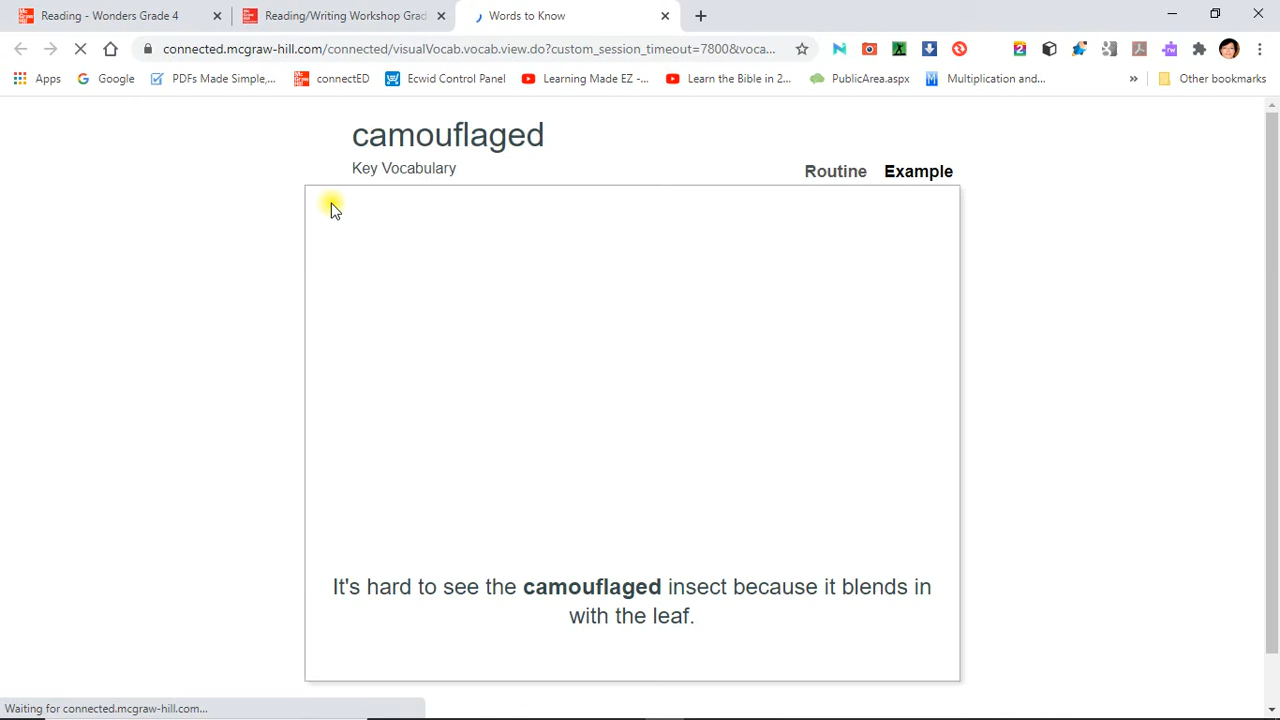 Reading - Wonders Grade 4
Reading/Writing Workshop Grad
Words to Know
connected.mcgraw-hill.com/connected/visualVocab.vocab.view.do?custom_session_timeout=7800&voca...
Apps
Google
PDFs Made Simple,...
connectED
Ecwid Control Panel
Learning Made EZ -...
Learn the Bible in 2...
PublicArea.aspx
Multiplication and...
»
Other bookmarks
camouflaged
Key Vocabulary
Routine
Example
It's hard to see the camouflaged insect because it blends in
with the leaf.
Waiting for connected.mcgraw-hill.com...